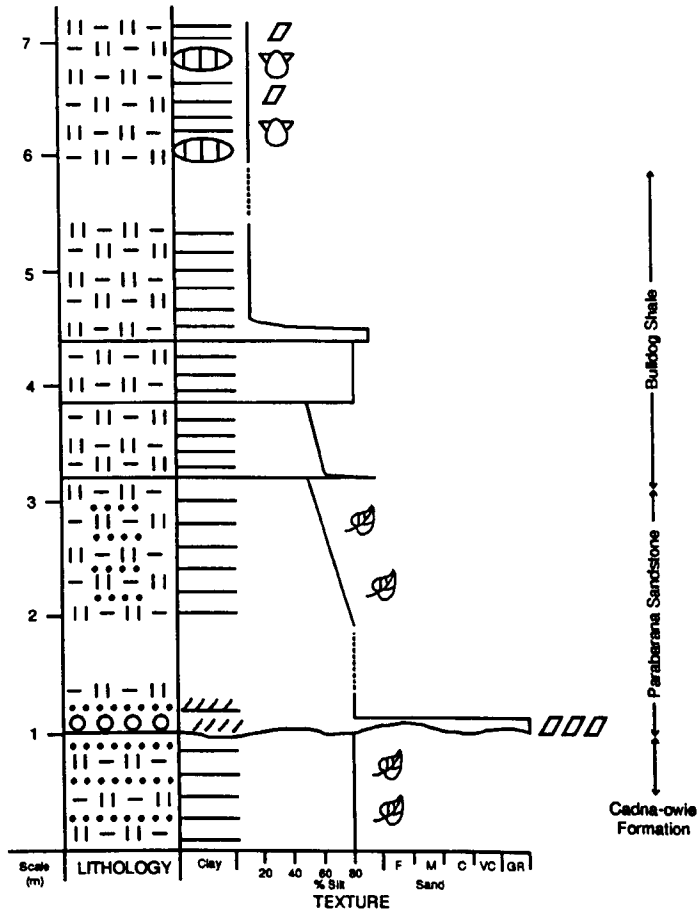 7
6
5
4
3
2
1
Bulldog Shale
Parabarana Sandstone
Cadna-owie
Formation
Scale
(m)
LITHOLOGY
Clay
20 40 60 80
% Silt
F M C VC GR
Sand
TEXTURE